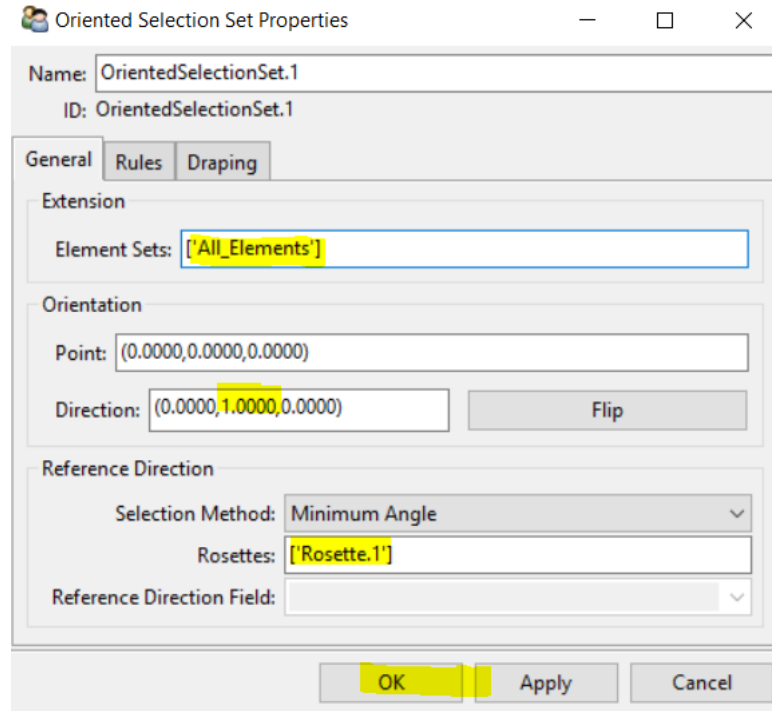 Oriented Selection Set Properties
Name: OrientedSelectionSet.1
ID: OrientedSelectionSet.1
General Rules Draping
Extension
Element Sets: ['All_Elements']
Orientation
Point: (0.0000,0.0000,0.0000)
Direction: (0.0000,1.0000,0.0000) Flip
Reference Direction
Selection Method: Minimum Angle
Rosettes: ['Rosette.1']
Reference Direction Field:
OK Apply Cancel